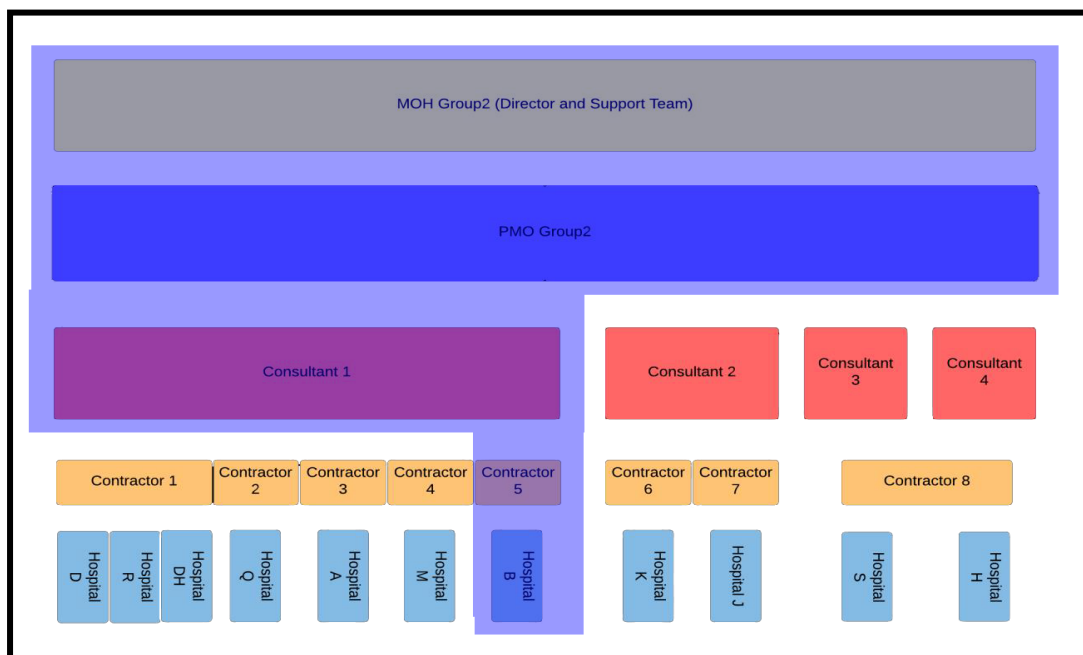 MOH Group2 (Director and Support Team)
PMO Group2
Consultant 1
Consultant 2
Consultant
3
Consultant
4
Contractor 1
Contractor
2
Contractor
3
Contractor
4
Contractor
5
Contractor
6
Contractor
7
Contractor 8
Hospital
D
Hospital
R
Hospital
DH
Hospital
Q
Hospital
A
Hospital
M
Hospital
B
Hospital
K
Hospital J
Hospital
S
Hospital
H